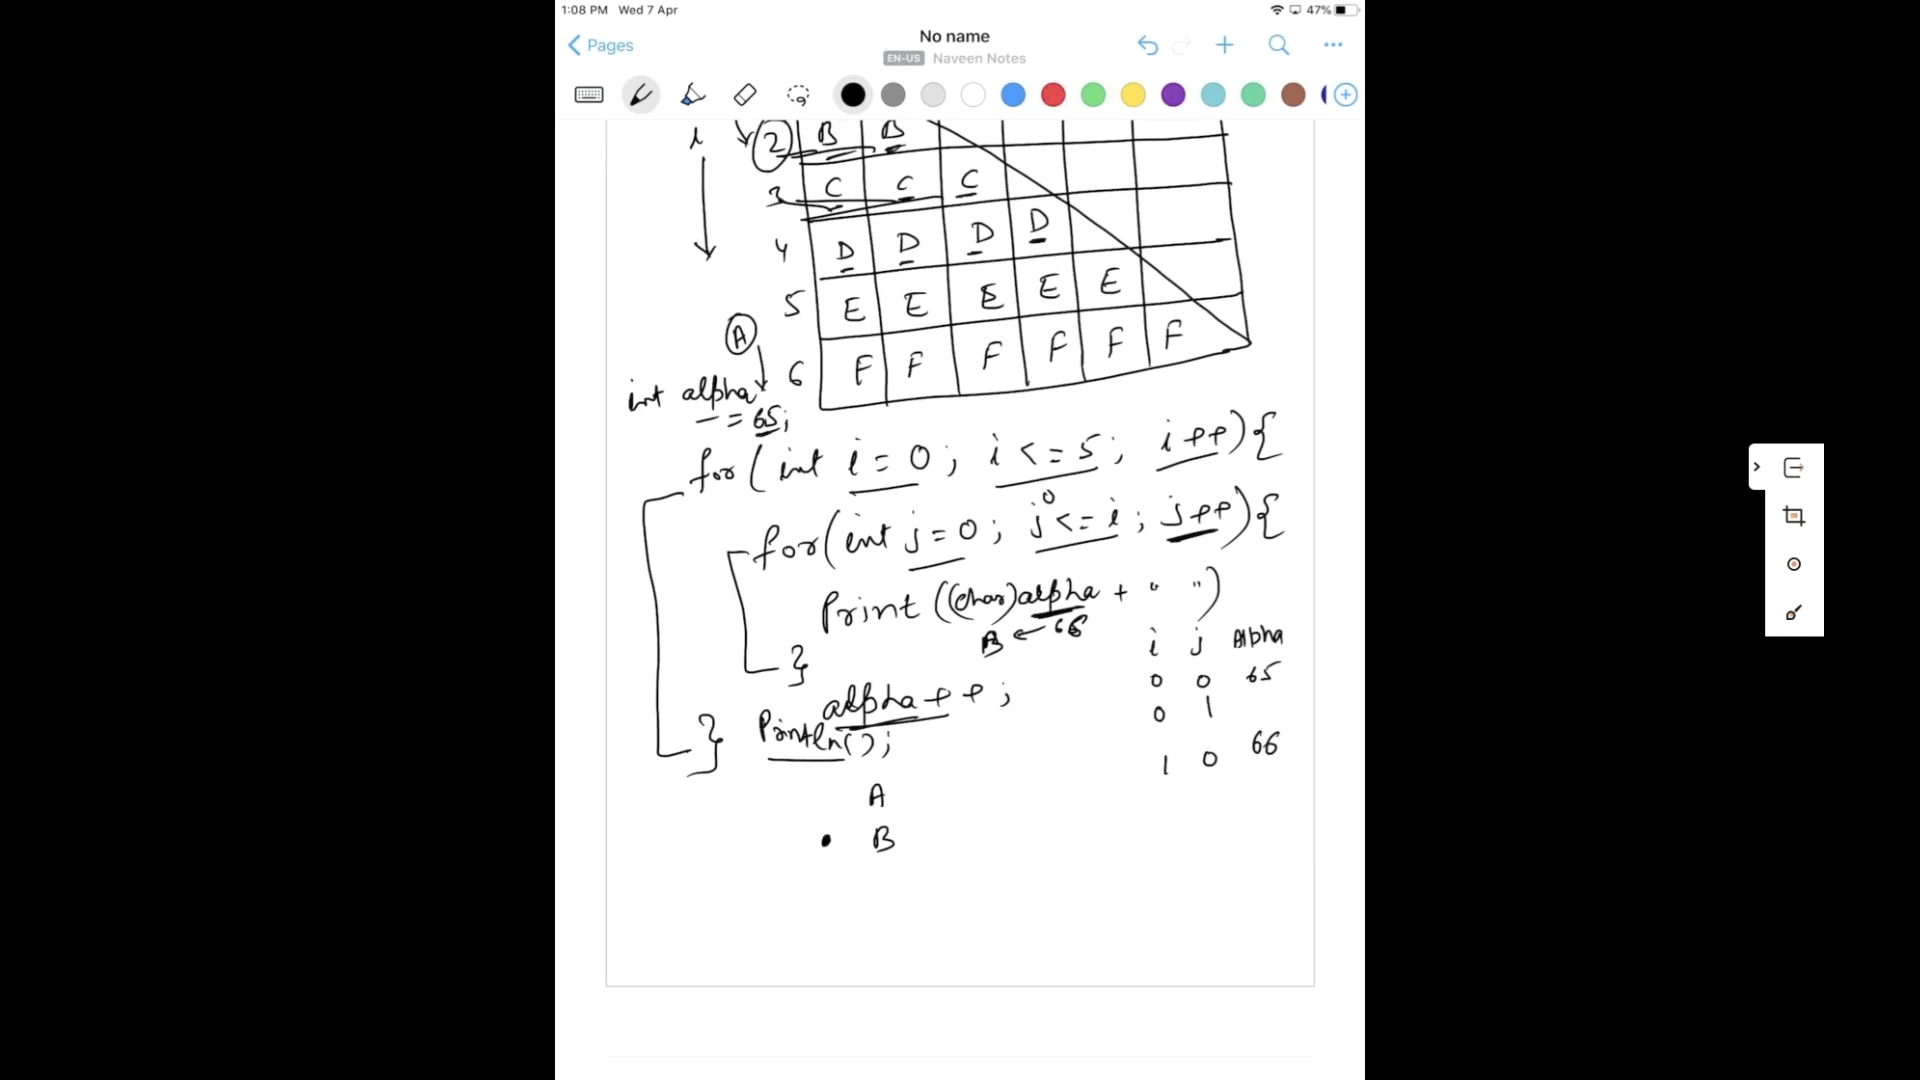 1:08 PM Wed 7 Apr
47%
Pages
No name
EN-US Naveen Notes
i 2 B B
3 C C C
4 D D D D
5 E E E E E
A
6 F F F F F F
int alpha
= 65;
for(int i=0; i<=5; i++){
0
for(int j=0; j<=i; j++){
Print((char)alpha + " ")
B ← 66
i j Alpha
}
0 0 65
alpha++;
0 1
} Println();
1 0 66
A
B